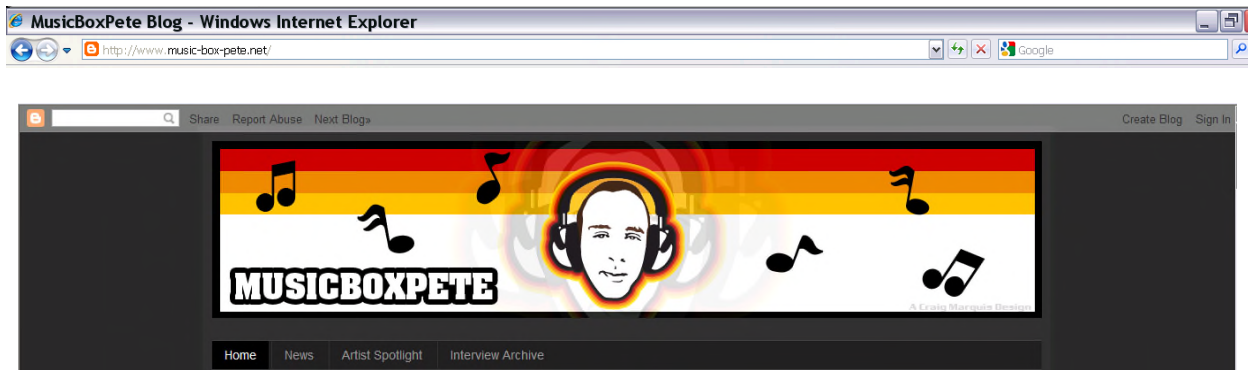 MusicBoxPete Blog - Windows Internet Explorer
http://www.music-box-pete.net/ Google
Share Report Abuse Next Blog» Create Blog Sign In
MUSICBOXPETE
A Craig Marquis Design
Home News Artist Spotlight Interview Archive